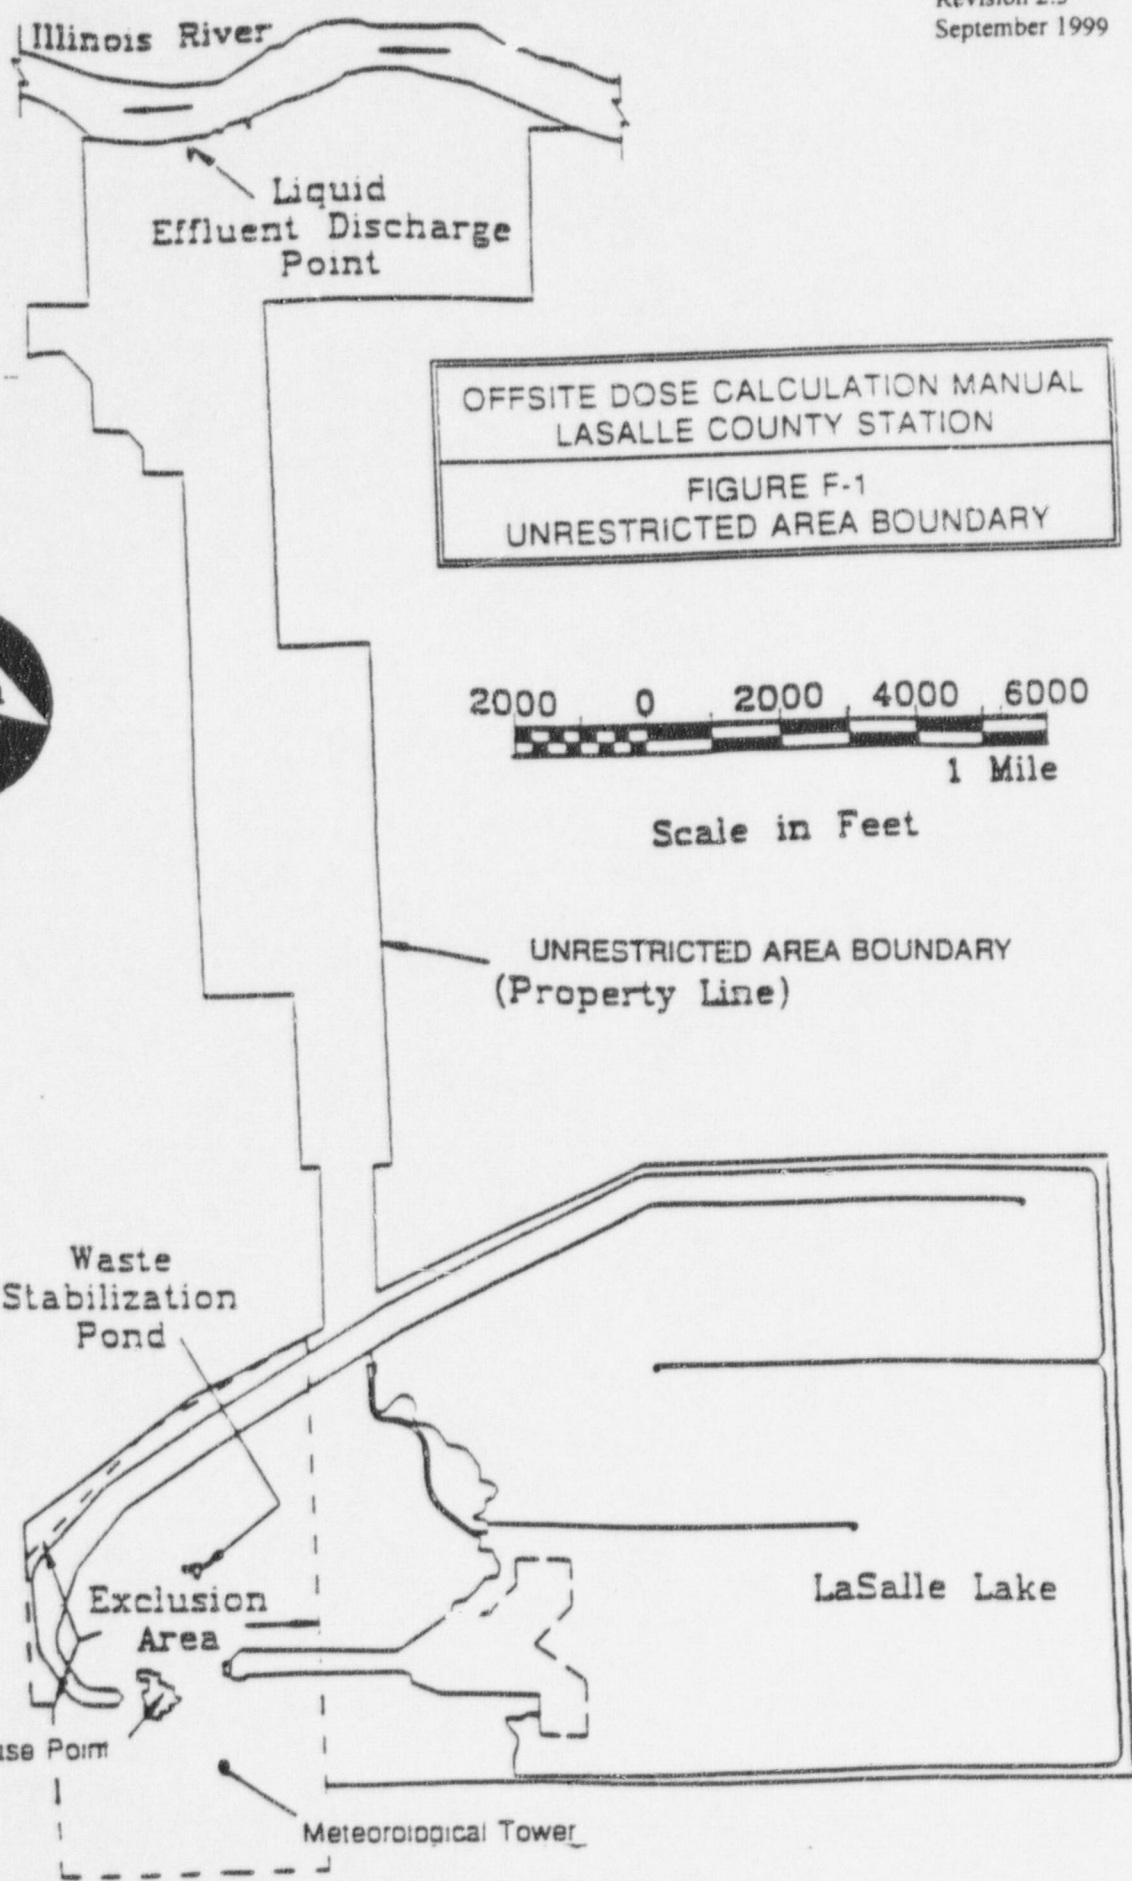 September 1999
Illinois River
Liquid
Effluent Discharge
Point
OFFSITE DOSE CALCULATION MANUAL
LASALLE COUNTY STATION
FIGURE F-1
UNRESTRICTED AREA BOUNDARY
2000 0 2000 4000 6000
1 Mile
Scale in Feet
UNRESTRICTED AREA BOUNDARY
(Property Line)
Waste
Stabilization
Pond
Exclusion
Area
LaSalle Lake
Point
Meteorological Tower